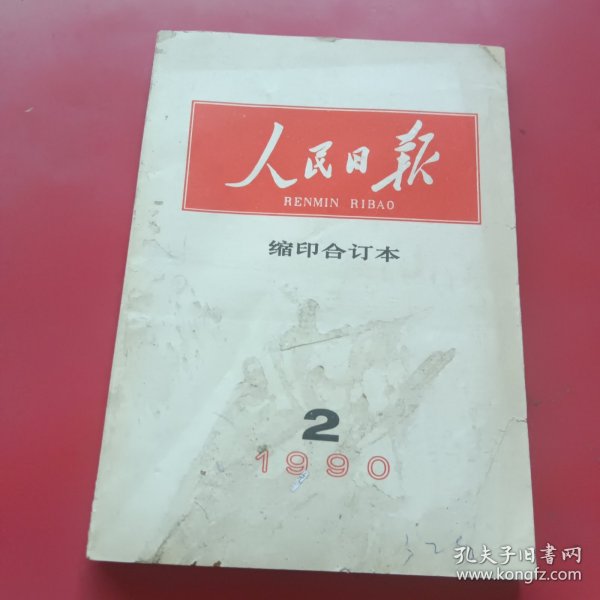 人民日报
RENMIN RIBAO
缩印合订本
2
1990
孔夫子旧书网
www.kongfz.com